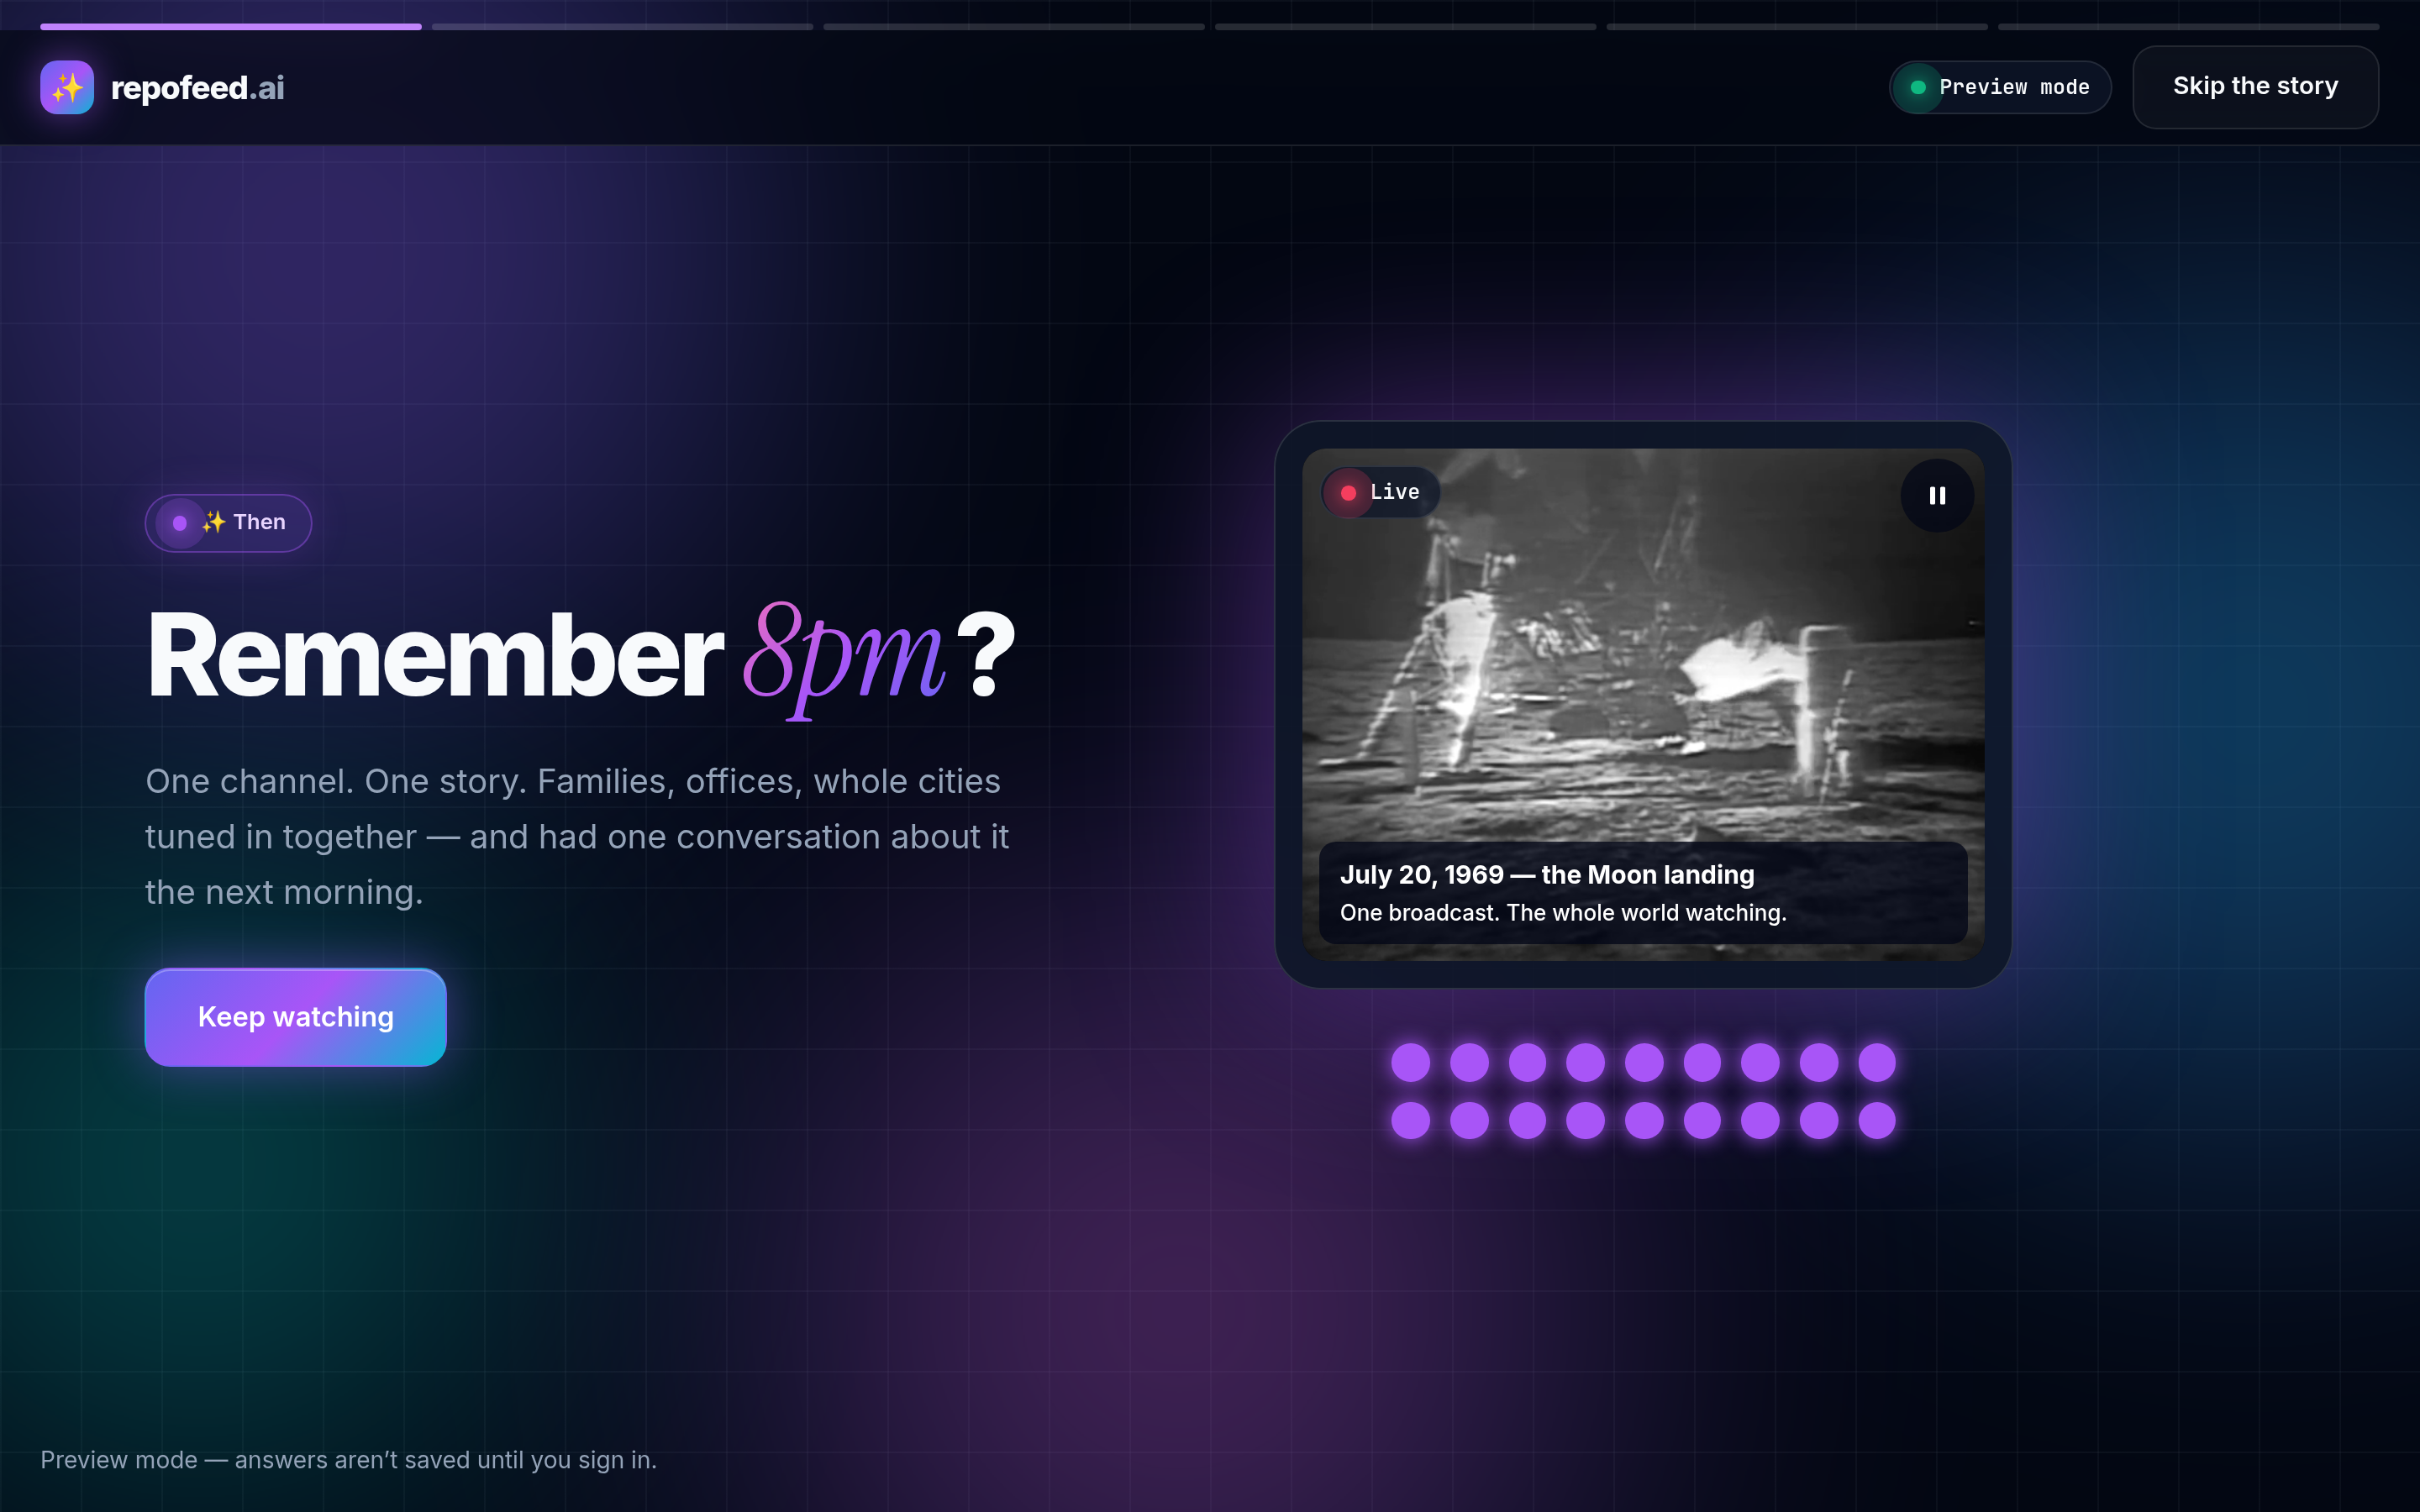 repofeed.ai
Preview mode
Skip the story
✨ Then
Remember 8pm?
One channel. One story. Families, offices, whole cities
tuned in together — and had one conversation about it
the next morning.
Keep watching
Live
July 20, 1969 — the Moon landing
One broadcast. The whole world watching.
Preview mode — answers aren’t saved until you sign in.